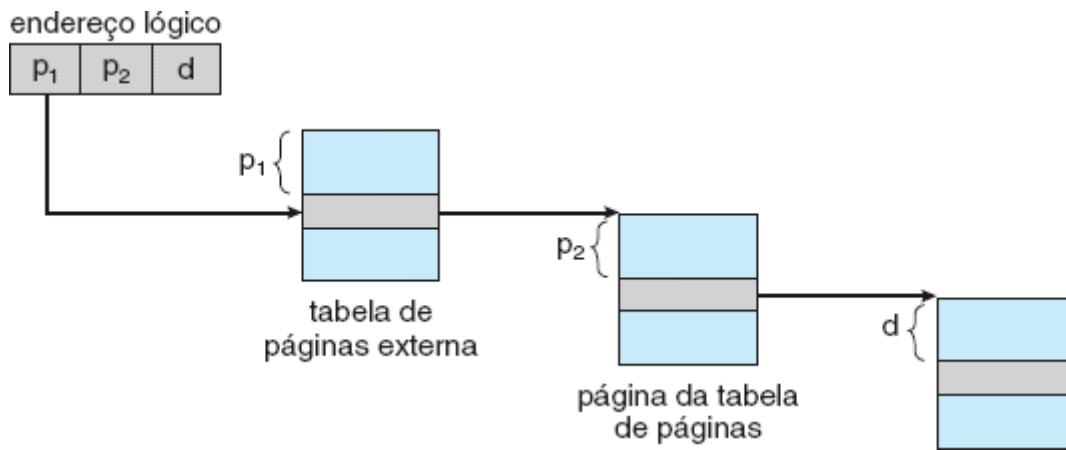 endereço lógico
p₁ p₂ d
p₁
tabela de
páginas externa
p₂
página da tabela
de páginas
d